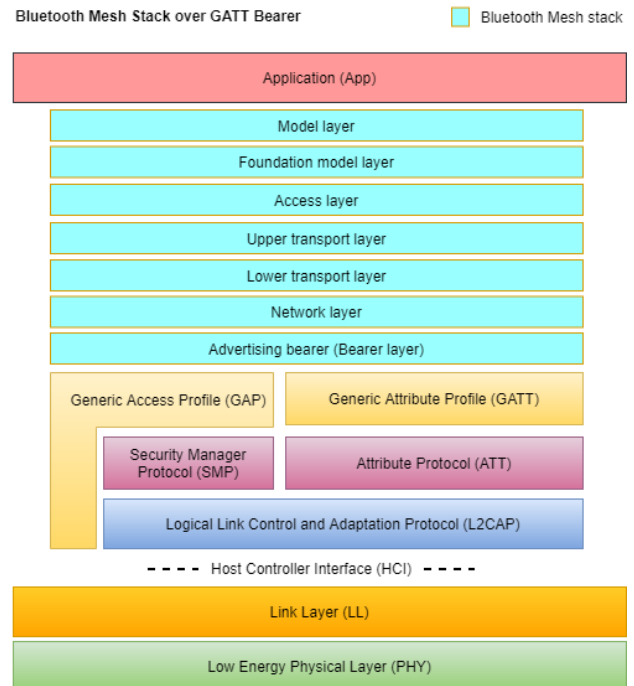 Bluetooth Mesh Stack over GATT Bearer
Bluetooth Mesh stack
Application (App)
Model layer
Foundation model layer
Access layer
Upper transport layer
Lower transport layer
Network layer
Advertising bearer (Bearer layer)
Generic Access Profile (GAP)
Generic Attribute Profile (GATT)
Security Manager
Protocol (SMP)
Attribute Protocol (ATT)
Logical Link Control and Adaptation Protocol (L2CAP)
Host Controller Interface (HCI)
Link Layer (LL)
Low Energy Physical Layer (PHY)